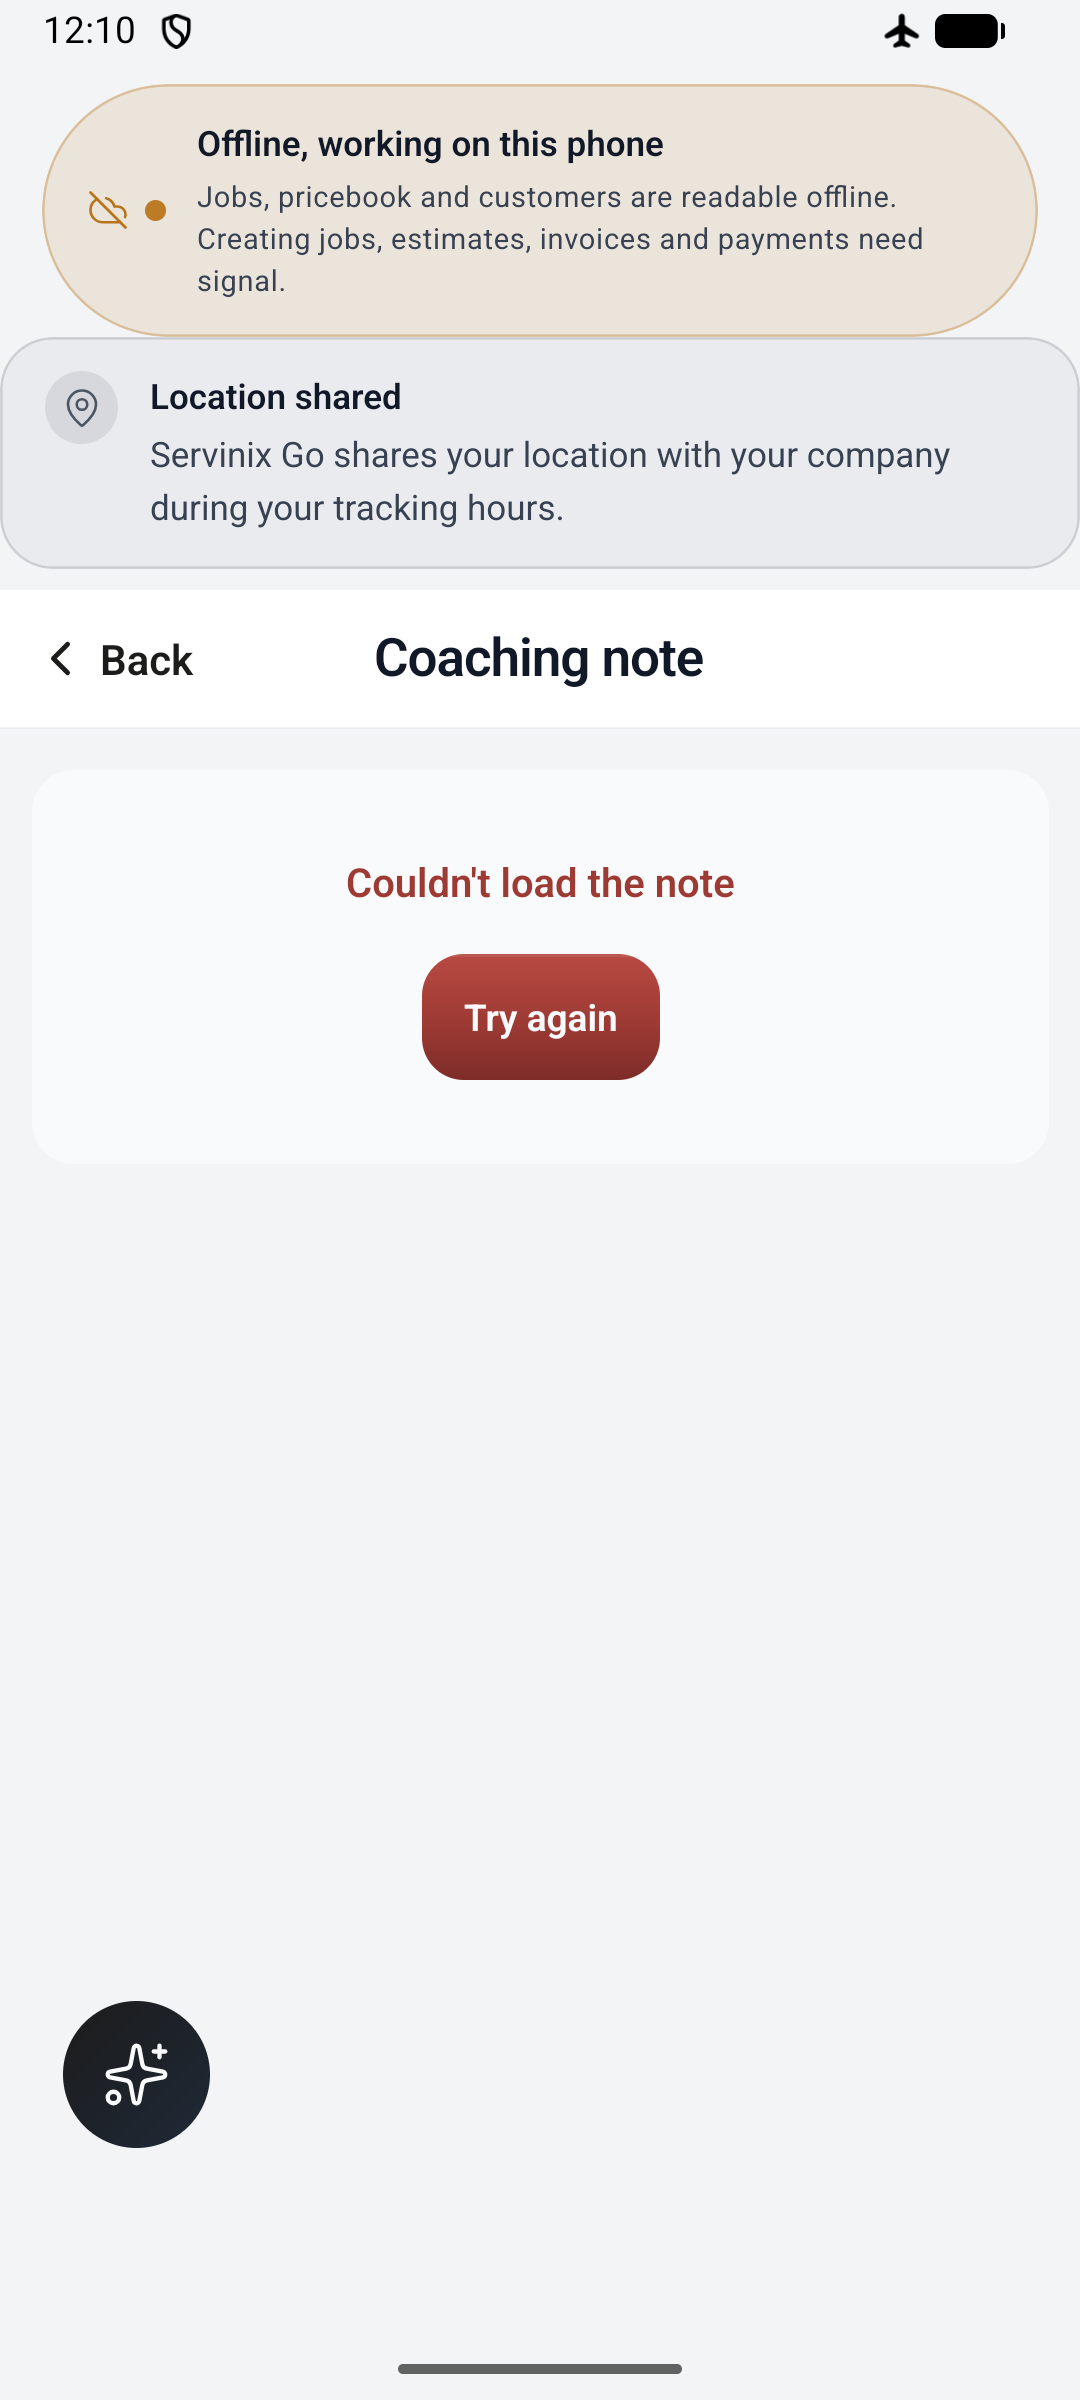 12:10
Offline, working on this phone
Jobs, pricebook and customers are readable offline.
Creating jobs, estimates, invoices and payments need
signal.
Location shared
Servinix Go shares your location with your company
during your tracking hours.
Back
Coaching note
Couldn't load the note
Try again